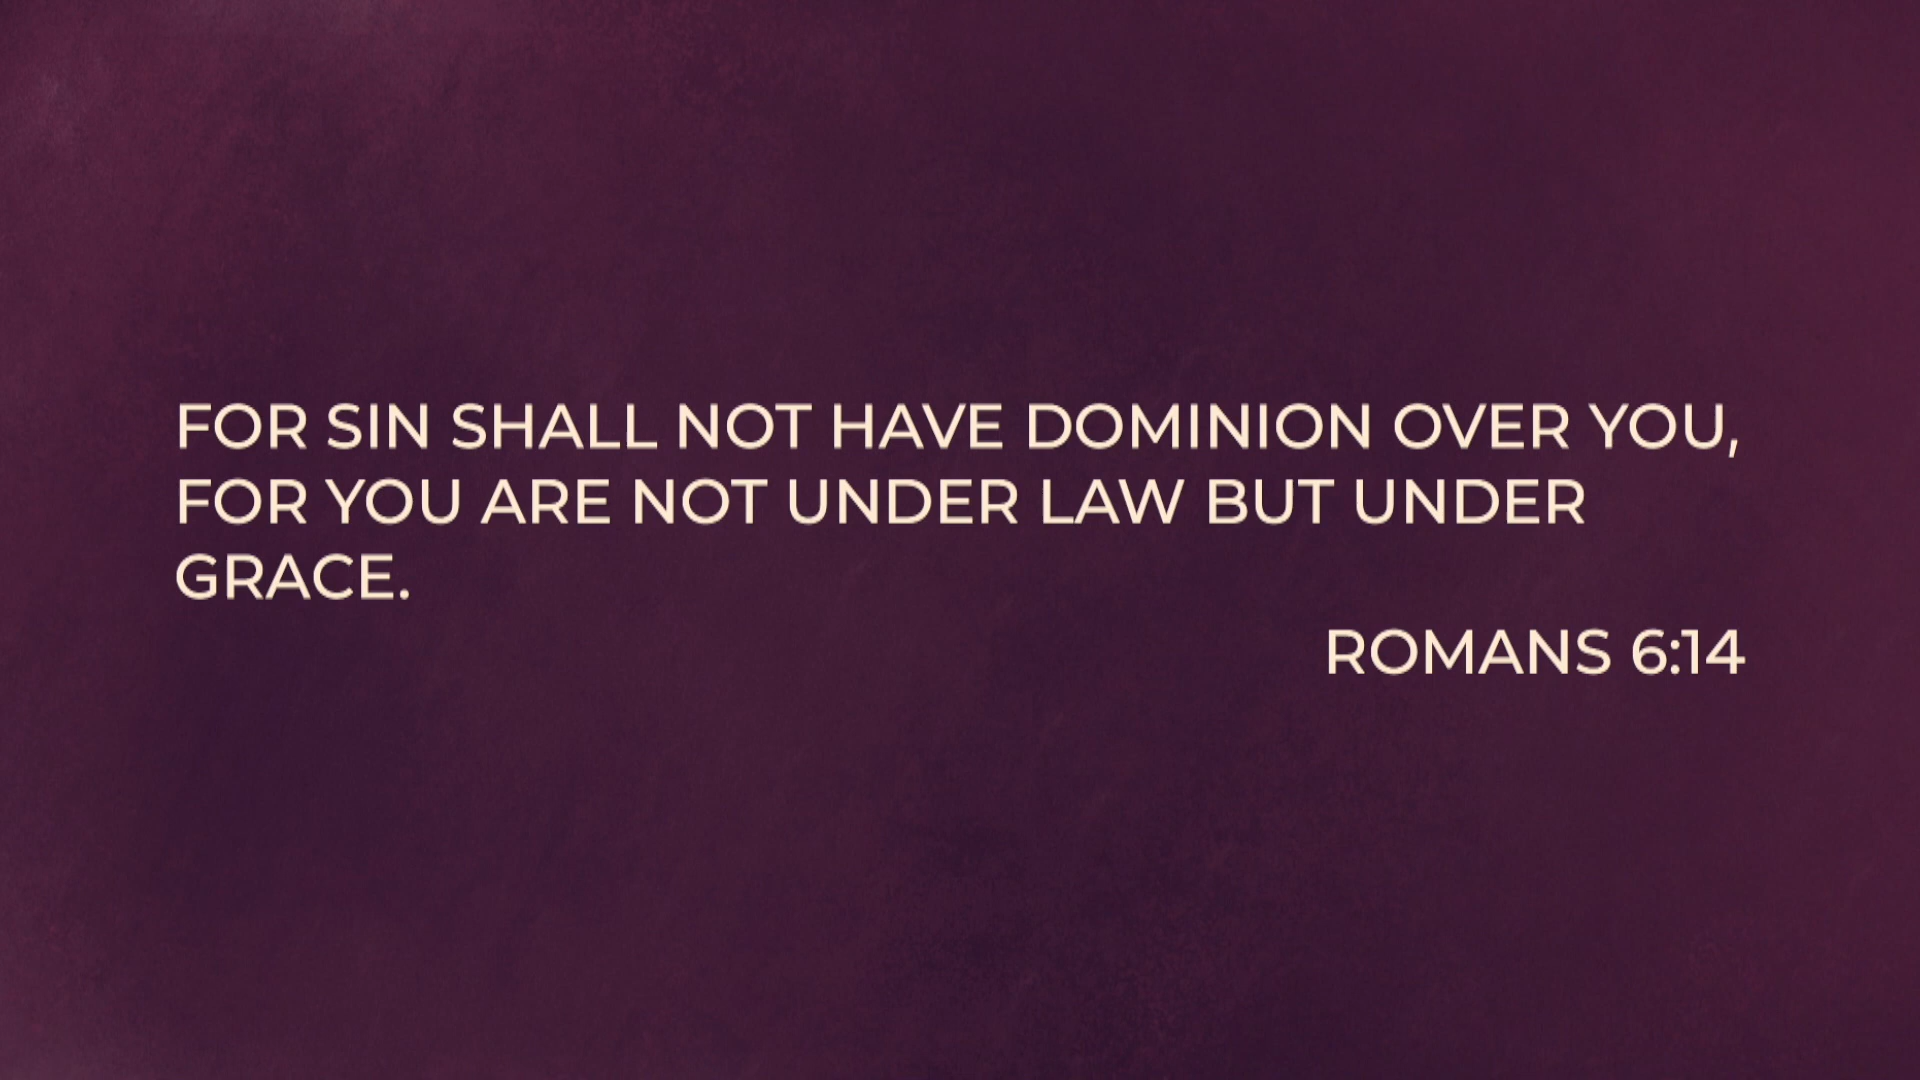 FOR SIN SHALL NOT HAVE DOMINION OVER YOU,
FOR YOU ARE NOT UNDER LAW BUT UNDER
GRACE.
ROMANS 6:14